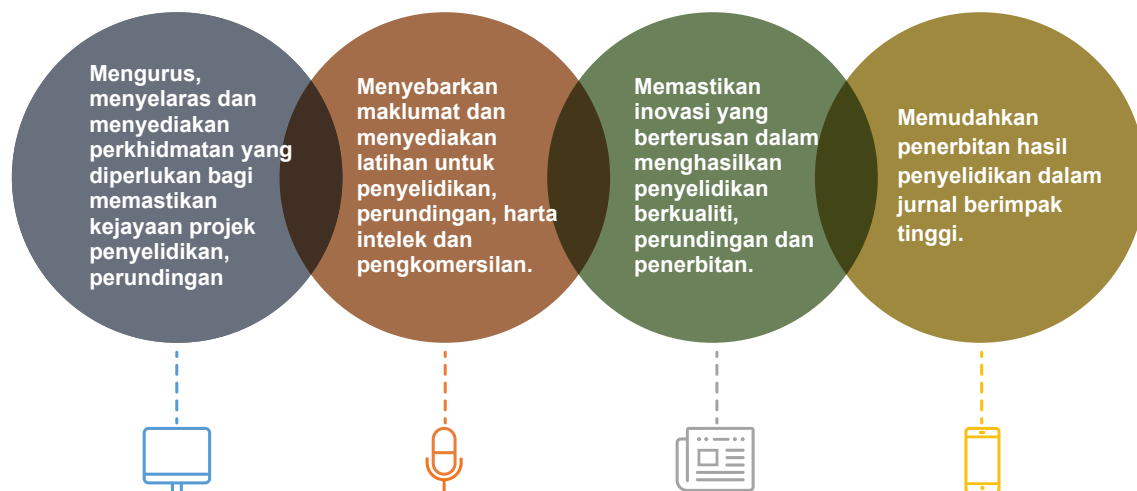 Mengurus,
menyelaras dan
menyediakan
perkhidmatan yang
diperlukan bagi
memastikan
kejayaan projek
penyelidikan,
perundingan
Menyebarkan
maklumat dan
menyediakan
latihan untuk
penyelidikan,
perundingan, harta
intelek dan
pengkomersilan.
Memastikan
inovasi yang
berterusan dalam
menghasilkan
penyelidikan
berkualiti,
perundingan dan
penerbitan.
Memudahkan
penerbitan hasil
penyelidikan dalam
jurnal berimpak
tinggi.